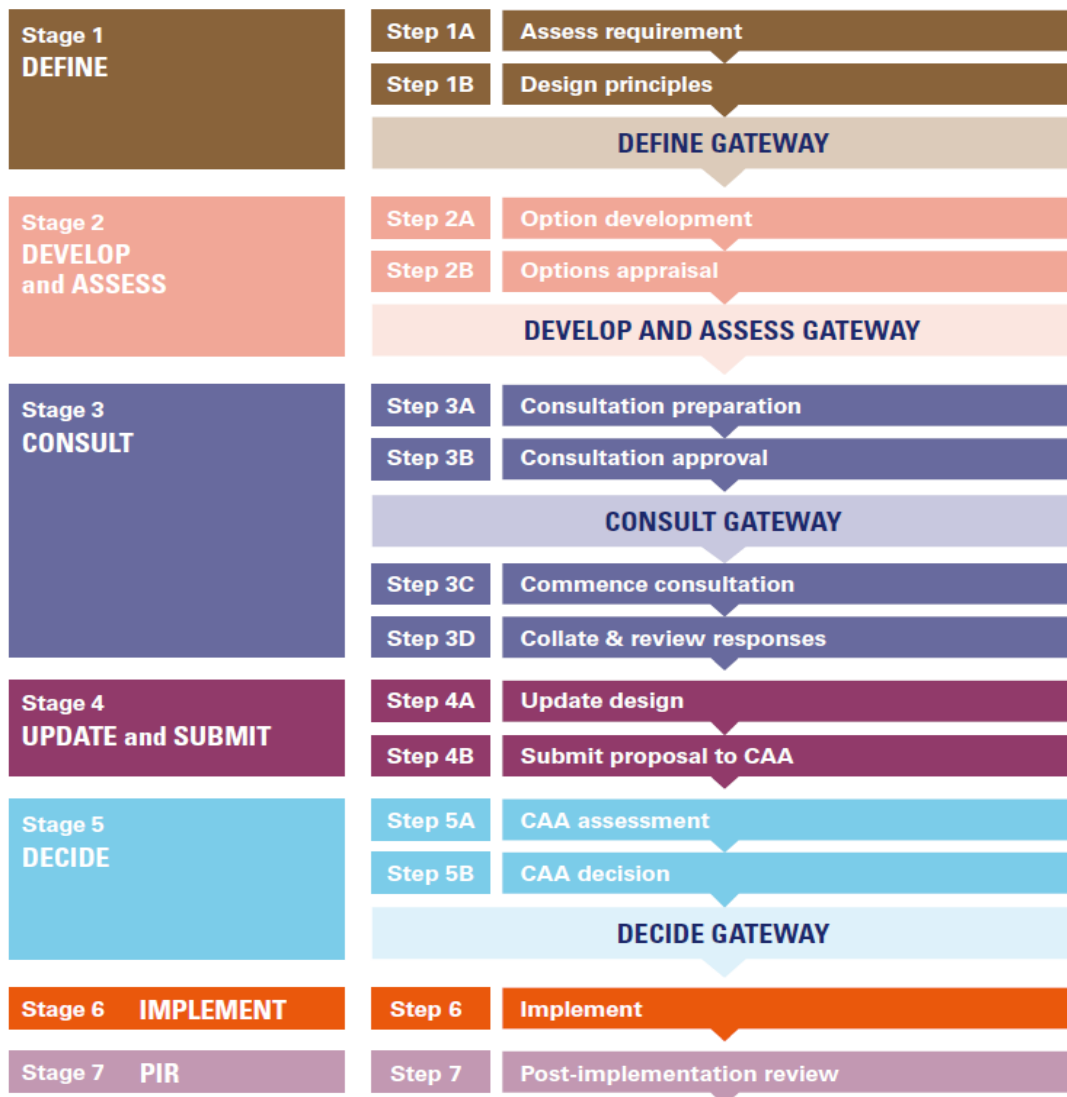 Stage 1
DEFINE
Step 1A Assess requirement
Step 1B Design principles
DEFINE GATEWAY
Stage 2
DEVELOP
and ASSESS
Step 2A Option development
Step 2B Options appraisal
DEVELOP AND ASSESS GATEWAY
Stage 3
CONSULT
Step 3A Consultation preparation
Step 3B Consultation approval
CONSULT GATEWAY
Step 3C Commence consultation
Step 3D Collate & review responses
Stage 4
UPDATE and SUBMIT
Step 4A Update design
Step 4B Submit proposal to CAA
Stage 5
DECIDE
Step 5A CAA assessment
Step 5B CAA decision
DECIDE GATEWAY
Stage 6 IMPLEMENT
Step 6 Implement
Stage 7 PIR
Step 7 Post-implementation review